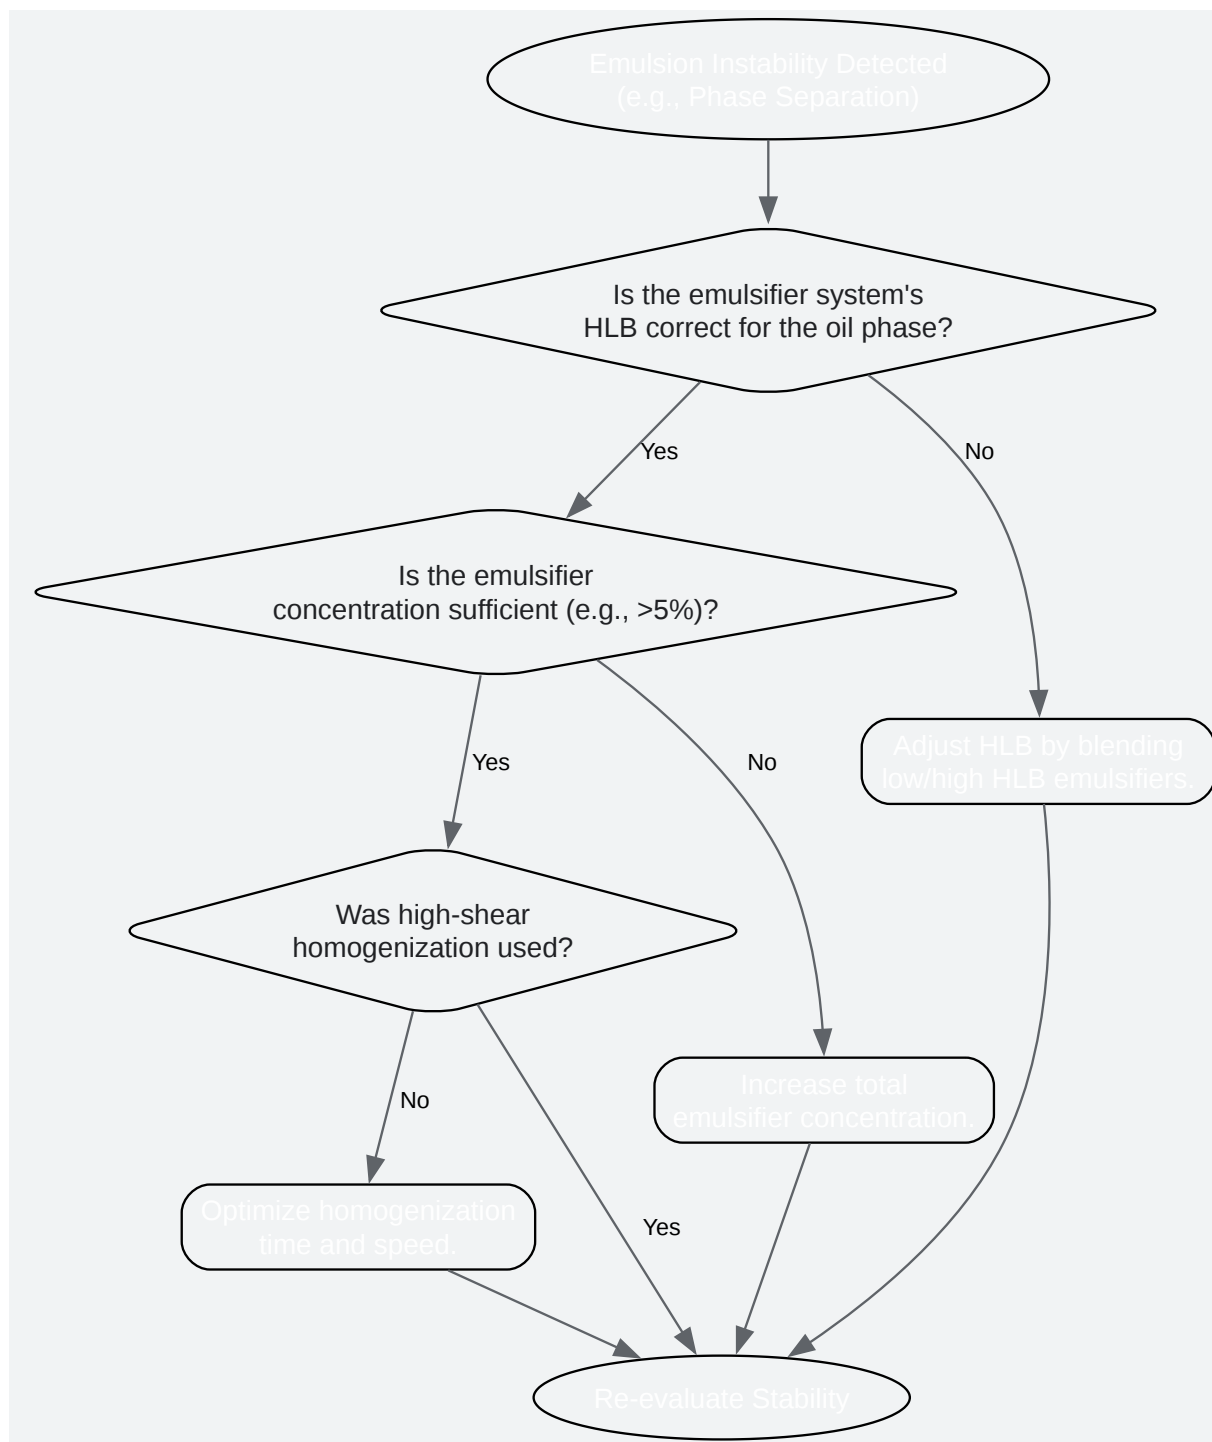 Emulsion Instability Detected
(e.g., Phase Separation)
Is the emulsifier system's
HLB correct for the oil phase?
Yes
No
Is the emulsifier
concentration sufficient (e.g., >5%)?
Adjust HLB by blending
low/high HLB emulsifiers.
Yes
No
Was high-shear
homogenization used?
Increase total
emulsifier concentration.
No
Optimize homogenization
time and speed.
Yes
Re-evaluate Stability